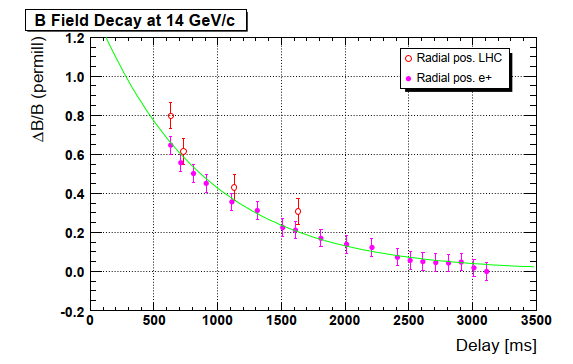 B Field Decay at 14 GeV/c
ΔB/B (permill)
1.2
1.0
0.8
0.6
0.4
0.2
0.0
-0.2
Radial pos. LHC
Radial pos. e+
0 500 1000 1500 2000 2500 3000 3500
Delay [ms]